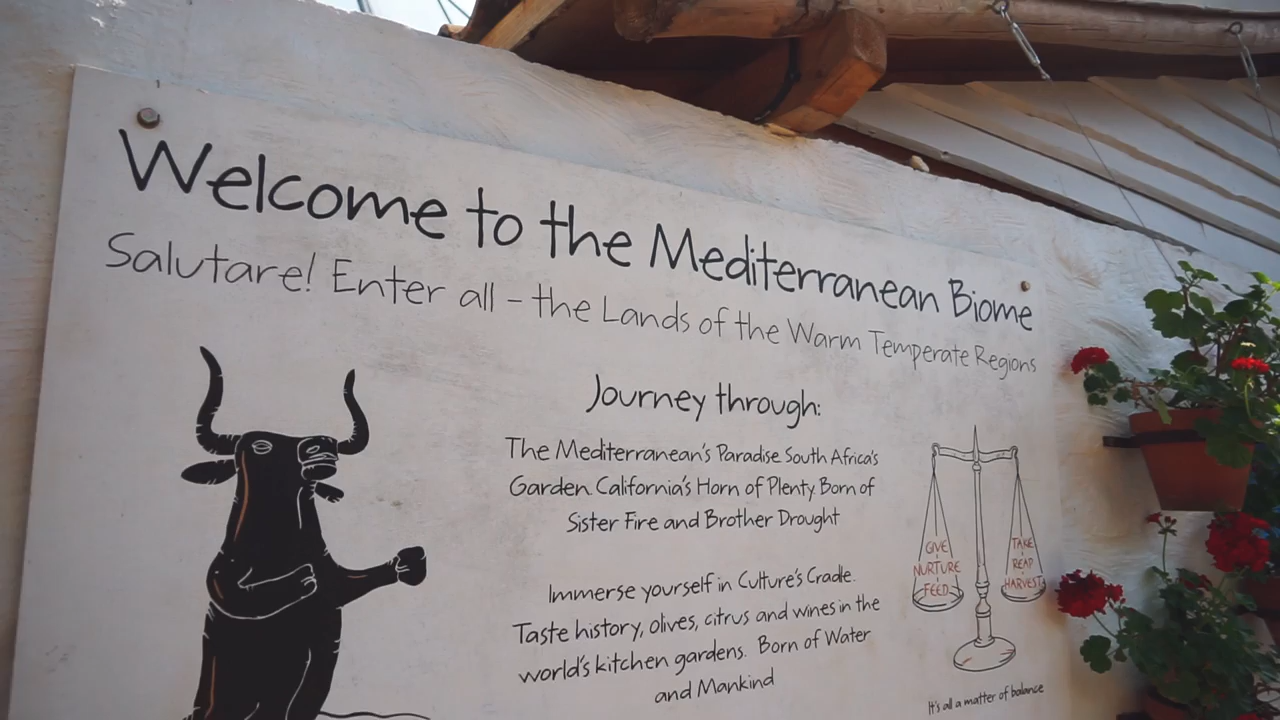 Welcome to the Mediterranean Biome
Salutare! Enter all - the Lands of the Warm Temperate Regions
Journey through:
The Mediterranean's Paradise South Africa's
Garden California's Horn of Plenty Born of
Sister Fire and Brother Drought
Immerse yourself in Culture's Cradle.
Taste history, olives, citrus and wines in the
world's kitchen gardens. Born of Water
and Mankind
GIVE
NURTURE
FEED
TAKE
REAP
HARVEST
It's all a matter of balance